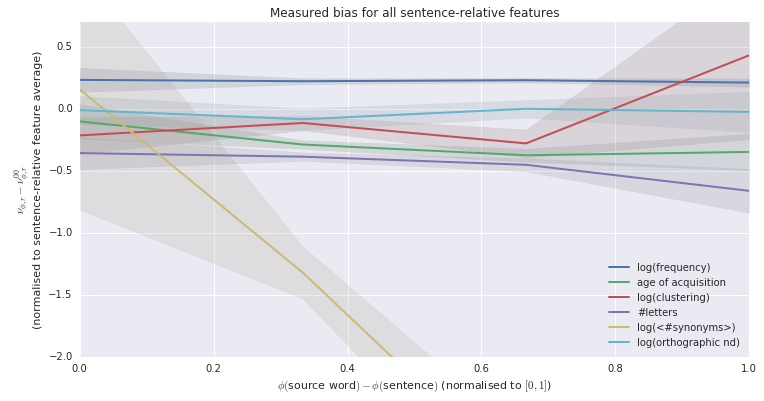 Measured bias for all sentence-relative features
0.5
0.0
−0.5
−1.0
−1.5
−2.0
ν_{ϕ,r} − ν^{00}_{ϕ,r}
(normalised to sentence-relative feature average)
log(frequency)
age of acquisition
log(clustering)
#letters
log(<#synonyms>)
log(orthographic nd)
0.0 0.2 0.4 0.6 0.8 1.0
ϕ(source word) − ϕ(sentence) (normalised to [0, 1])